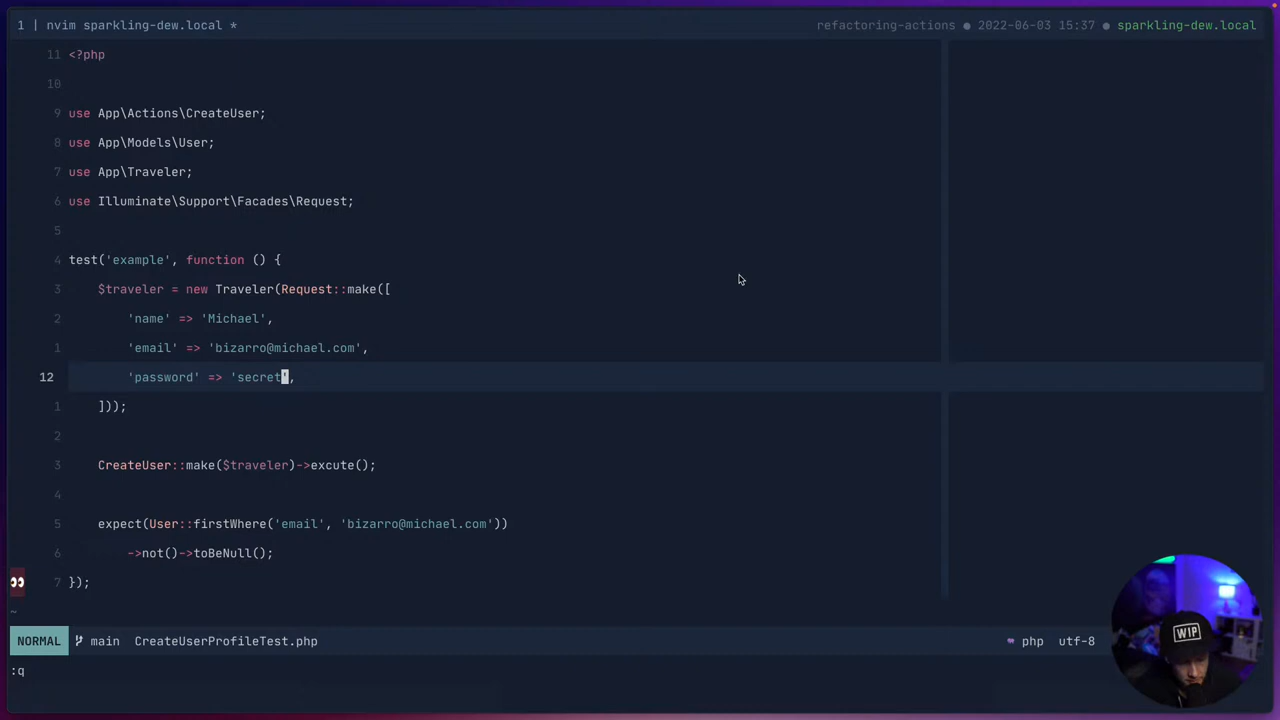 1 | nvim sparkling-dew.local *
refactoring-actions ● 2022-06-03 15:37 ● sparkling-dew.local
11 <?php
10
9 use App\Actions\CreateUser;
8 use App\Models\User;
7 use App\Traveler;
6 use Illuminate\Support\Facades\Request;
5
4 test('example', function () {
3 $traveler = new Traveler(Request::make([
2 'name' => 'Michael',
1 'email' => 'bizarro@michael.com',
12 'password' => 'secret',
1 ]));
2
3 CreateUser::make($traveler)->excute();
4
5 expect(User::firstWhere('email', 'bizarro@michael.com'))
6 ->not()->toBeNull();
7 });
~
NORMAL main CreateUserProfileTest.php
php utf-8
:q
WIP